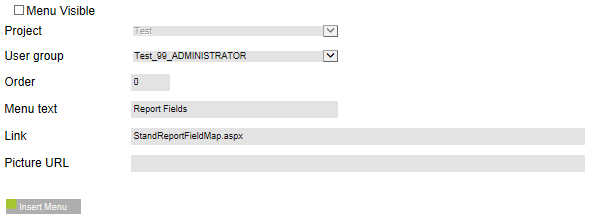 Menu Visible
Project Test
User group Test_99_ADMINISTRATOR
Order 0
Menu text Report Fields
Link StandReportFieldMap.aspx
Picture URL
Insert Menu